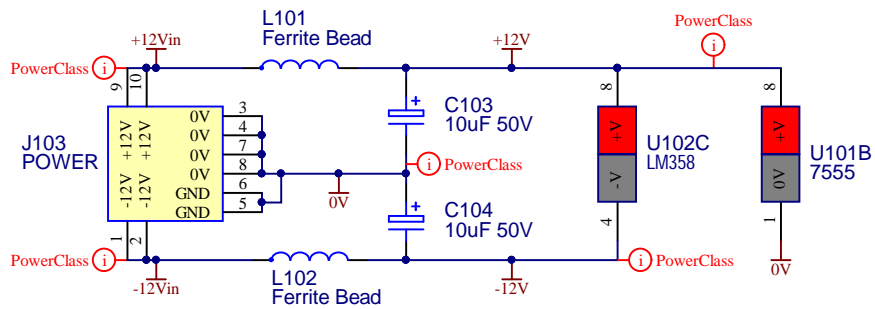 L101
Ferrite Bead
+12Vin
+12V
PowerClass
i
PowerClass
i
9
10
8
8
J103
POWER
+12V
+12V
-12V
-12V
0V
3
0V
4
0V
7
0V
8
GND
6
GND
5
1
2
0V
C103
10uF 50V
i
PowerClass
C104
10uF 50V
+V
-V
U102C
LM358
4
+V
0V
U101B
7555
1
0V
PowerClass
i
-12Vin
L102
Ferrite Bead
-12V
i
PowerClass